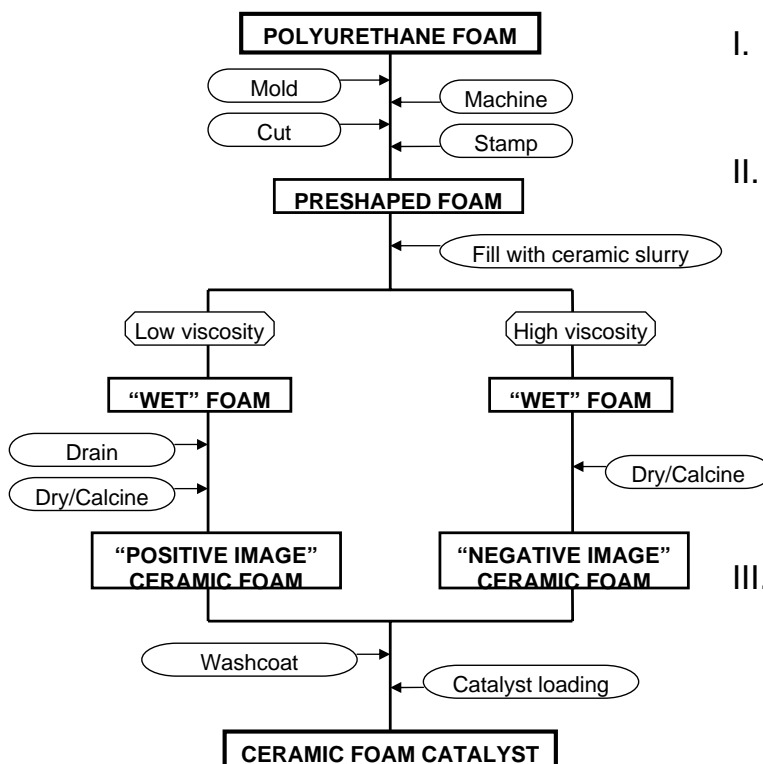 POLYURETHANE FOAM
I.
Mold
Machine
Cut
Stamp
II.
PRESHAPED FOAM
Fill with ceramic slurry
Low viscosity
High viscosity
“WET” FOAM
“WET” FOAM
Drain
Dry/Calcine
Dry/Calcine
“POSITIVE IMAGE”
CERAMIC FOAM
“NEGATIVE IMAGE”
CERAMIC FOAM
III.
Washcoat
Catalyst loading
CERAMIC FOAM CATALYST